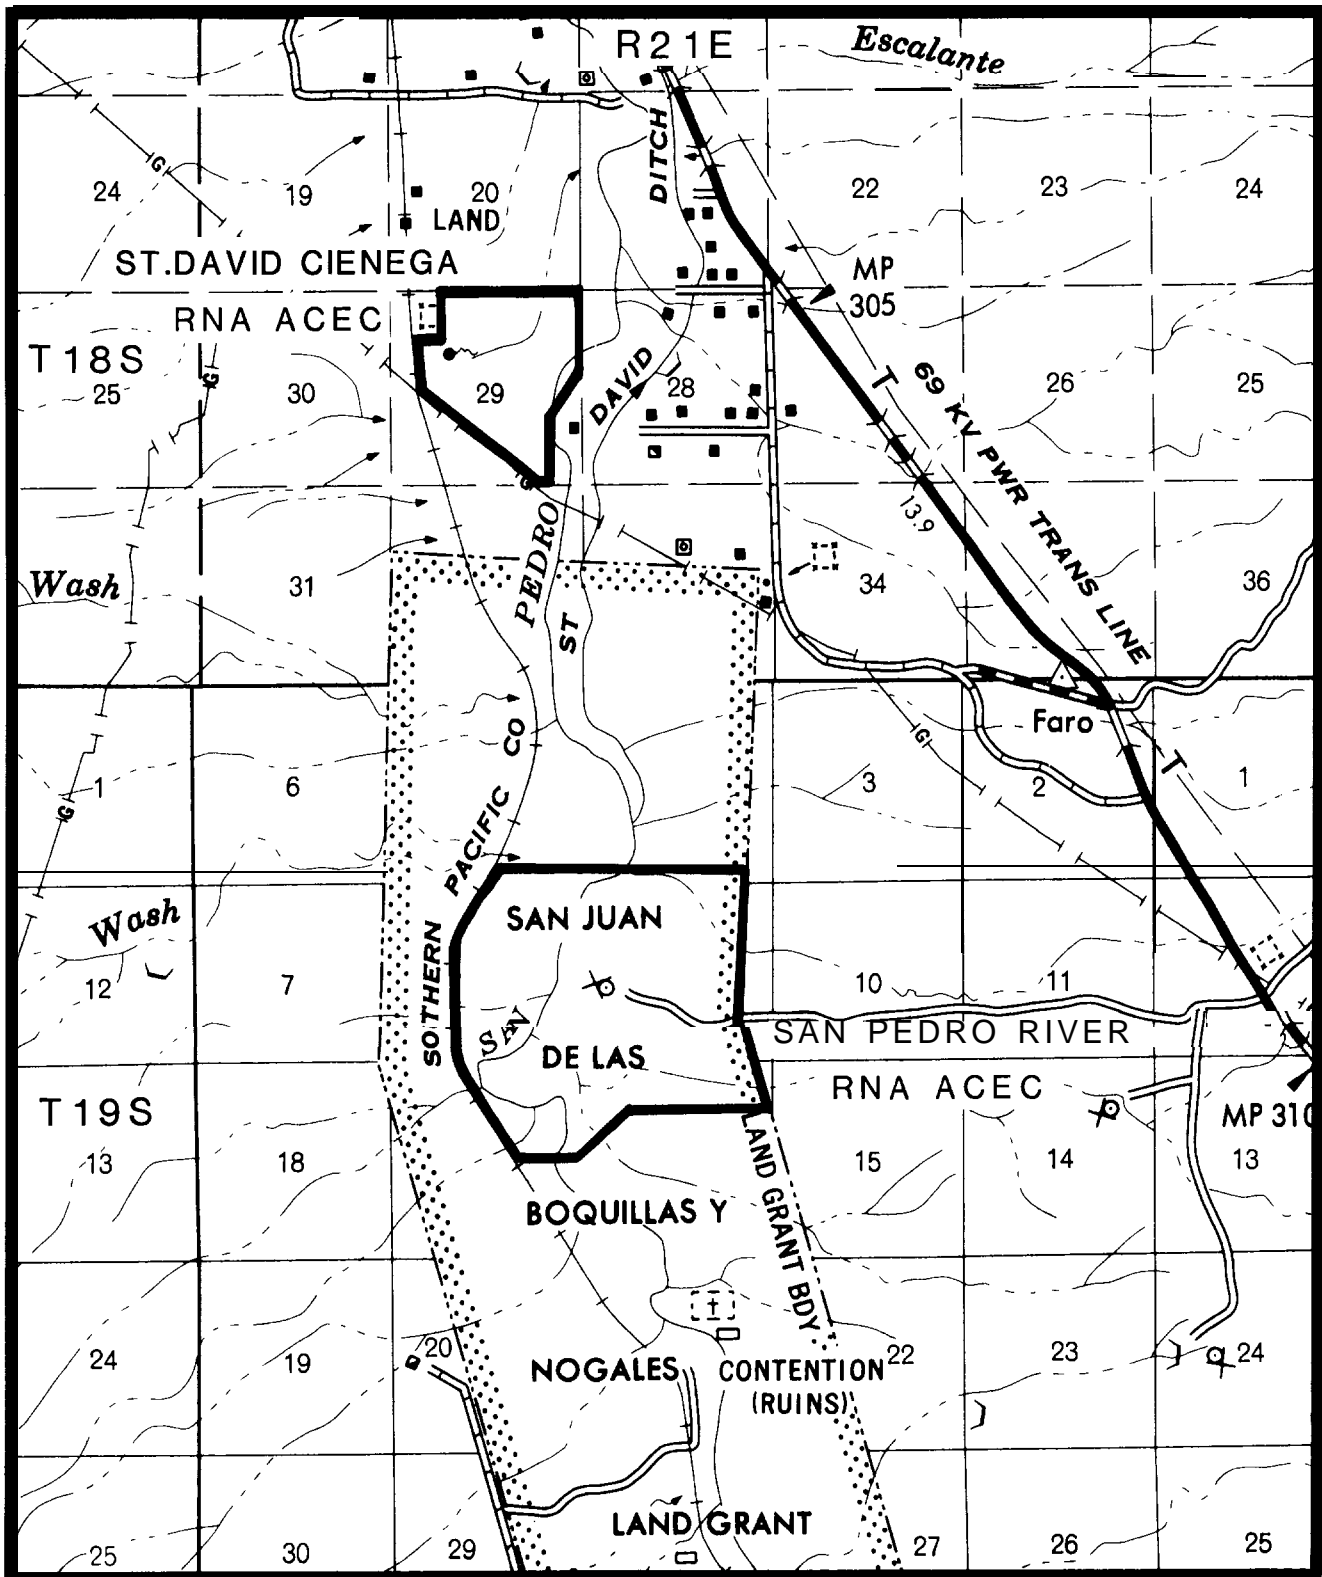 R21E
Escalante
DITCH
24
19
20
22
23
24
LAND
ST.DAVID CIENEGA
MP
305
RNA ACEC
T18S
25
30
29
DAVID
28
26
25
69 KV PWR TRANS LINE
T
G
G
G
13.9
PEDRO
Wash
31
ST
34
36
Faro
CO
G
T
1
6
3
2
1
G
PACIFIC
SOTHERN
Wash
SAN JUAN
12
7
10
11
SAN
SAN PEDRO RIVER
DE LAS
RNA ACEC
T19S
MP 310
LAND GRANT BDY
13
18
15
14
13
BOQUILLAS Y
24
19
20
NOGALES
CONTENTION
(RUINS)
22
23
24
LAND GRANT
25
30
29
27
26
25